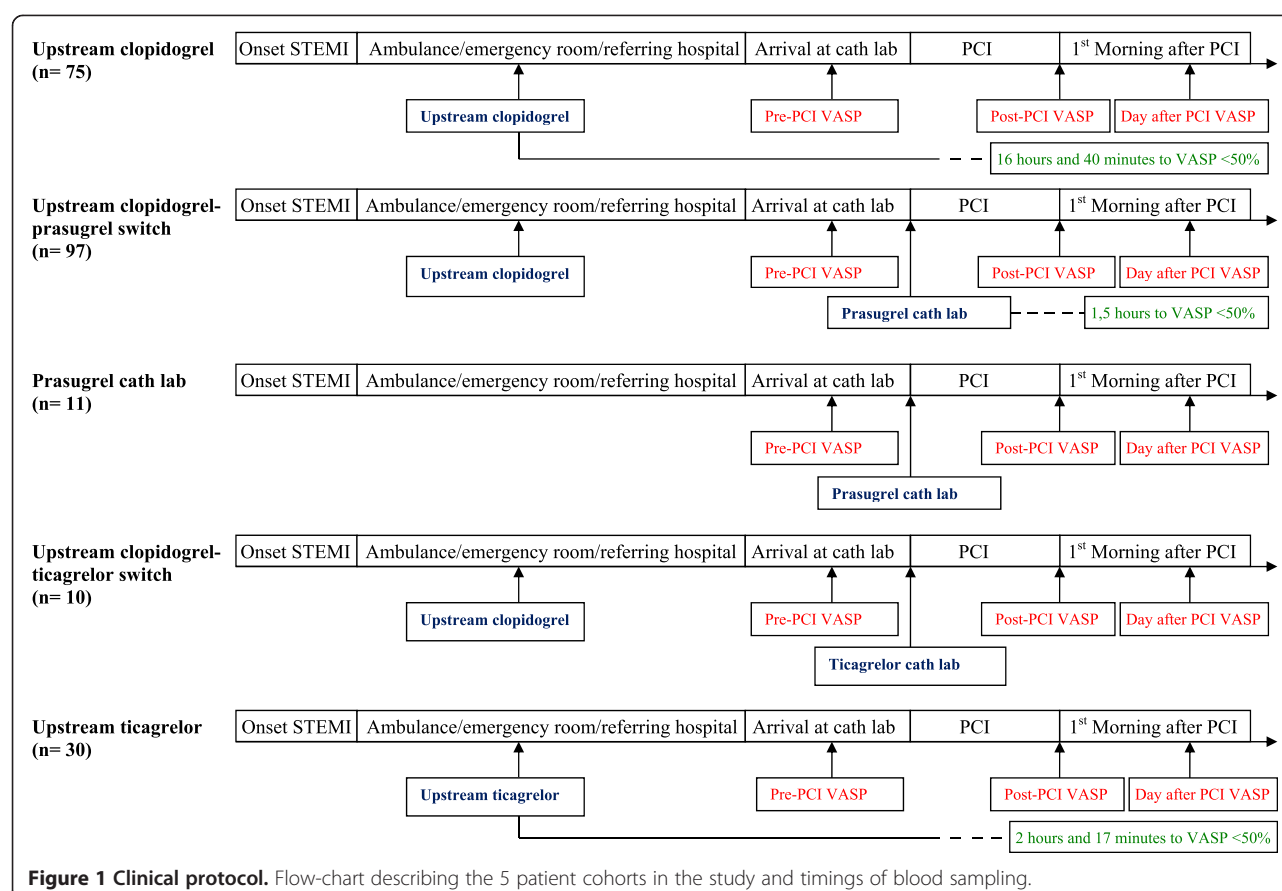 Upstream clopidogrel
(n= 75)
Onset STEMI Ambulance/emergency room/referring hospital Arrival at cath lab PCI 1st Morning after PCI
Upstream clopidogrel Pre-PCI VASP Post-PCI VASP Day after PCI VASP
16 hours and 40 minutes to VASP <50%
Upstream clopidogrel-
prasugrel switch
(n= 97)
Onset STEMI Ambulance/emergency room/referring hospital Arrival at cath lab PCI 1st Morning after PCI
Upstream clopidogrel Pre-PCI VASP Post-PCI VASP Day after PCI VASP
Prasugrel cath lab 1,5 hours to VASP <50%
Prasugrel cath lab
(n= 11)
Onset STEMI Ambulance/emergency room/referring hospital Arrival at cath lab PCI 1st Morning after PCI
Pre-PCI VASP Post-PCI VASP Day after PCI VASP
Prasugrel cath lab
Upstream clopidogrel-
ticagrelor switch
(n= 10)
Onset STEMI Ambulance/emergency room/referring hospital Arrival at cath lab PCI 1st Morning after PCI
Upstream clopidogrel Pre-PCI VASP Post-PCI VASP Day after PCI VASP
Ticagrelor cath lab
Upstream ticagrelor
(n= 30)
Onset STEMI Ambulance/emergency room/referring hospital Arrival at cath lab PCI 1st Morning after PCI
Upstream ticagrelor Pre-PCI VASP Post-PCI VASP Day after PCI VASP
2 hours and 17 minutes to VASP <50%
Figure 1 Clinical protocol. Flow-chart describing the 5 patient cohorts in the study and timings of blood sampling.